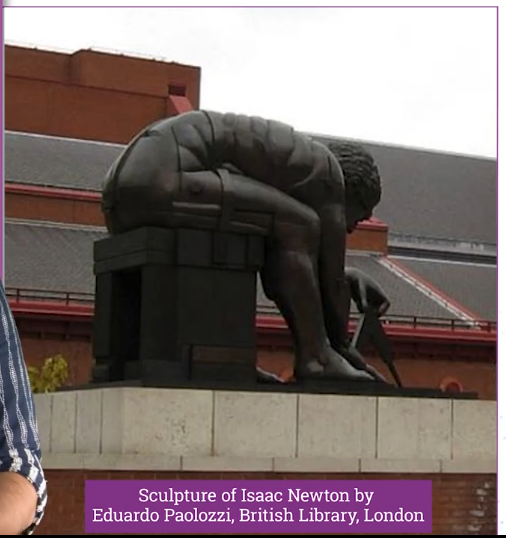 Sculpture of Isaac Newton by
Eduardo Paolozzi, British Library, London